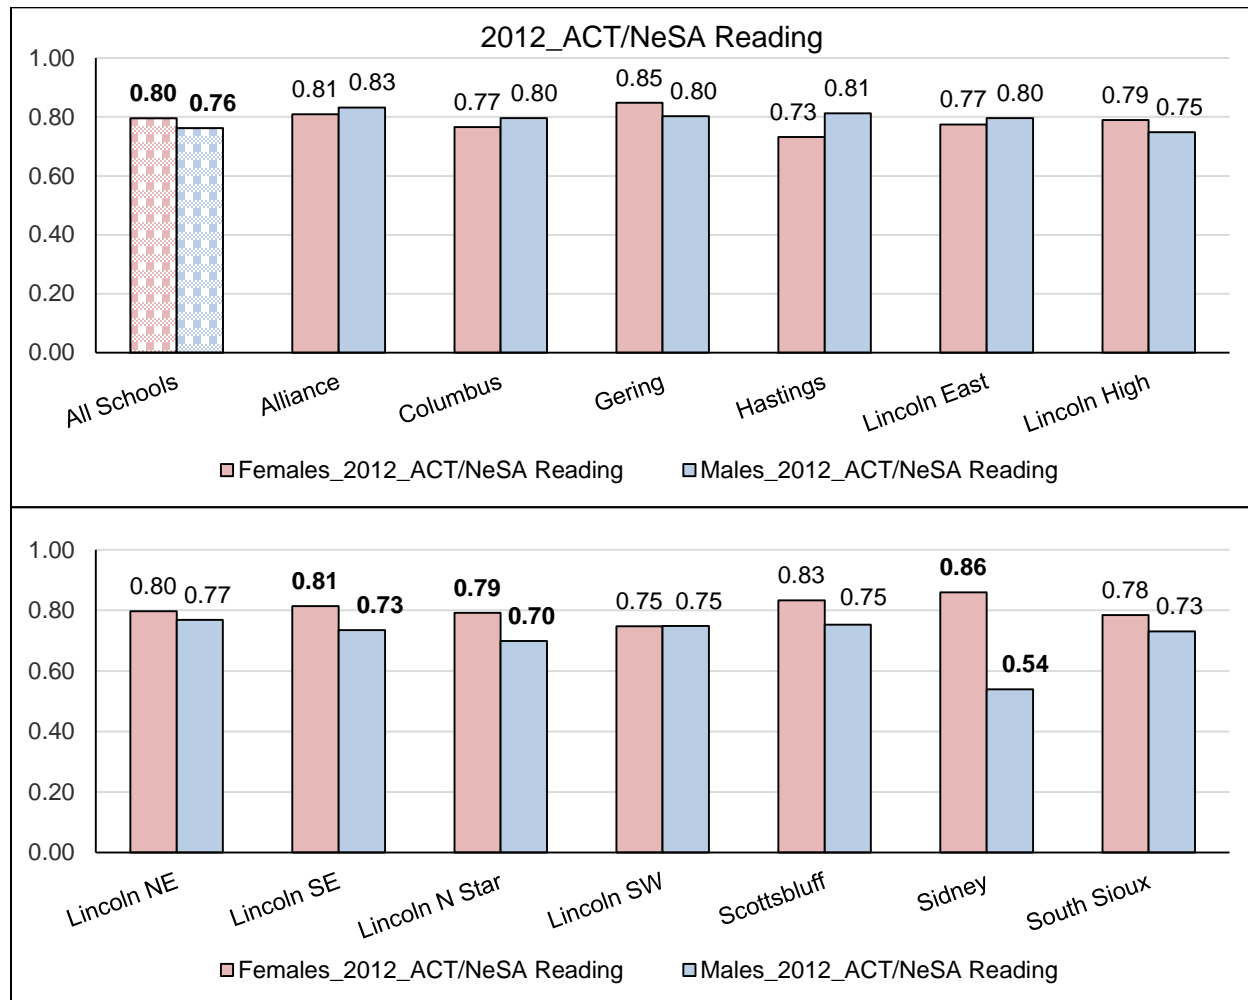 2012_ACT/NeSA Reading
1.00
0.80
0.60
0.40
0.20
0.00
0.80 0.76 0.81 0.83 0.77 0.80 0.85 0.80 0.73 0.81 0.77 0.80 0.79 0.75
All Schools Alliance Columbus Gering Hastings Lincoln East Lincoln High
Females_2012_ACT/NeSA Reading Males_2012_ACT/NeSA Reading
1.00
0.80
0.60
0.40
0.20
0.00
0.80 0.77 0.81 0.73 0.79 0.70 0.75 0.75 0.83 0.75 0.86 0.54 0.78 0.73
Lincoln NE Lincoln SE Lincoln N Star Lincoln SW Scottsbluff Sidney South Sioux
Females_2012_ACT/NeSA Reading Males_2012_ACT/NeSA Reading